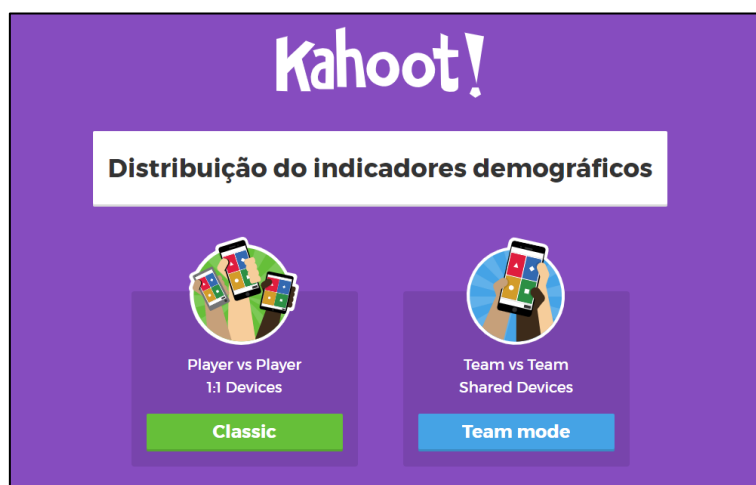 Kahoot!
Distribuição do indicadores demográficos
Player vs Player
1:1 Devices
Classic
Team vs Team
Shared Devices
Team mode